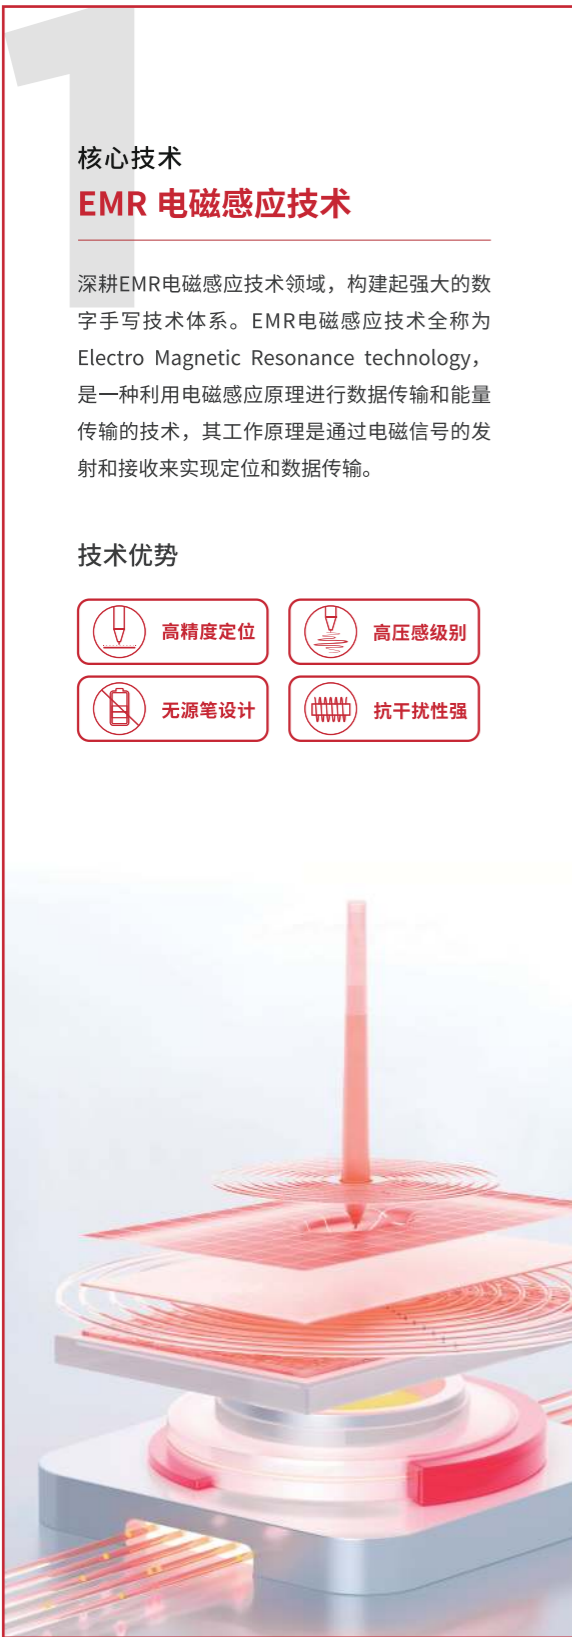 1
核心技术
EMR 电磁感应技术
深耕EMR电磁感应技术领域，构建起强大的数
字手写技术体系。EMR电磁感应技术全称为
Electro Magnetic Resonance technology，
是一种利用电磁感应原理进行数据传输和能量
传输的技术，其工作原理是通过电磁信号的发
射和接收来实现定位和数据传输。
技术优势
高精度定位
高压感级别
无源笔设计
抗干扰性强